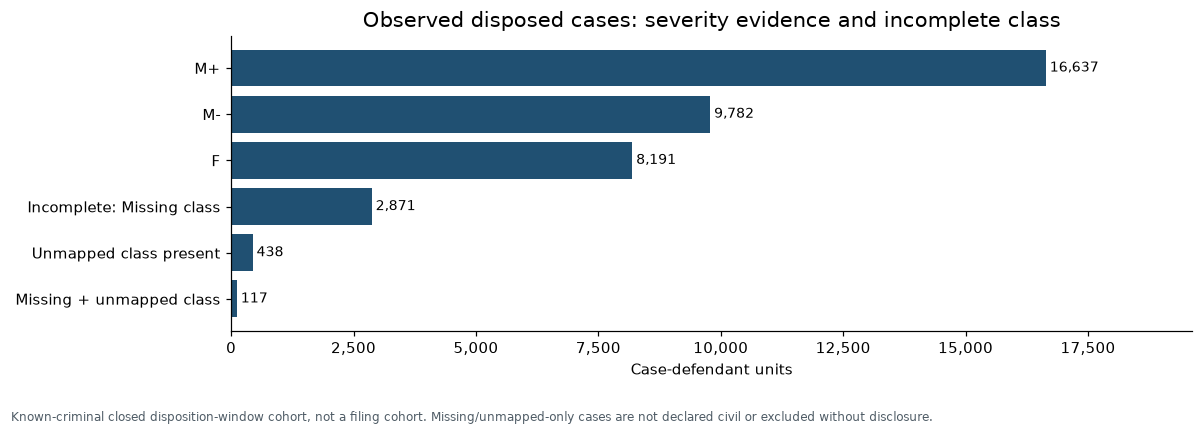 Observed disposed cases: severity evidence and incomplete class
M+ 16,637
M- 9,782
F 8,191
Incomplete: Missing class 2,871
Unmapped class present 438
Missing + unmapped class 117
0 2,500 5,000 7,500 10,000 12,500 15,000 17,500
Case-defendant units
Known-criminal closed disposition-window cohort, not a filing cohort. Missing/unmapped-only cases are not declared civil or excluded without disclosure.